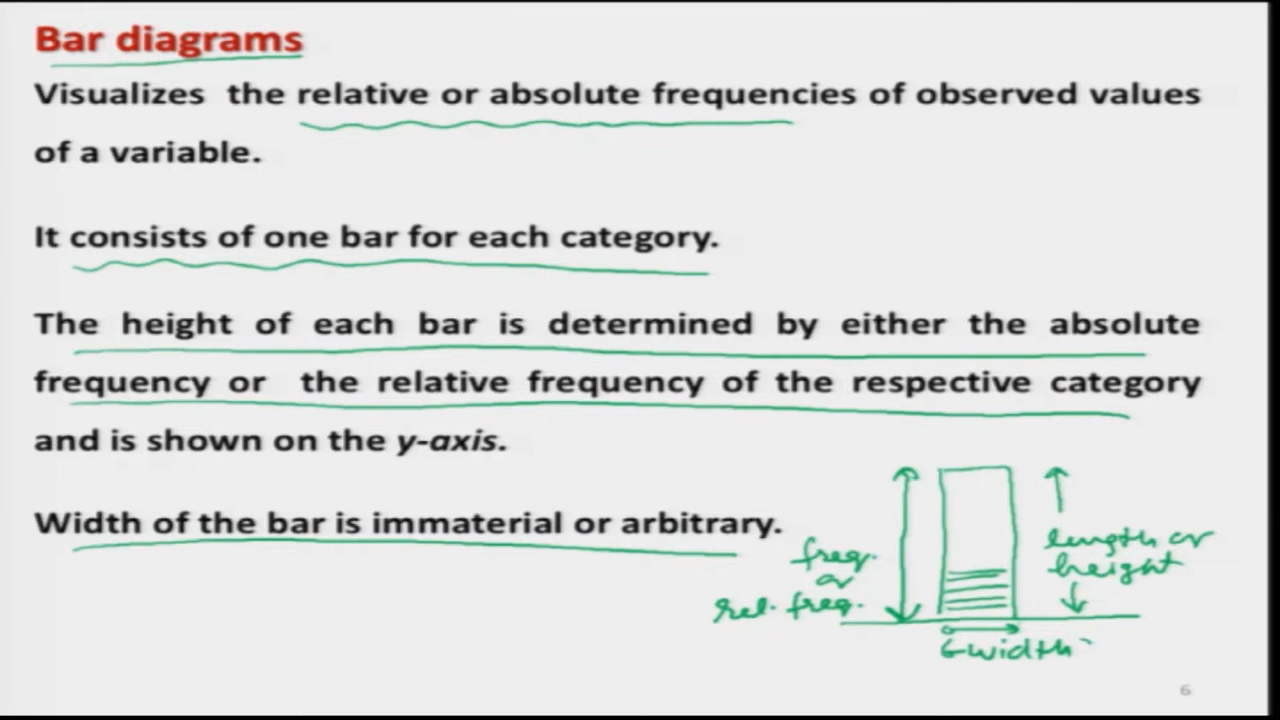 Bar diagrams
Visualizes the relative or absolute frequencies of observed values
of a variable.
It consists of one bar for each category.
The height of each bar is determined by either the absolute
frequency or the relative frequency of the respective category
and is shown on the y-axis.
Width of the bar is immaterial or arbitrary.
freq.
or
rel. freq.
length or
height
width
6